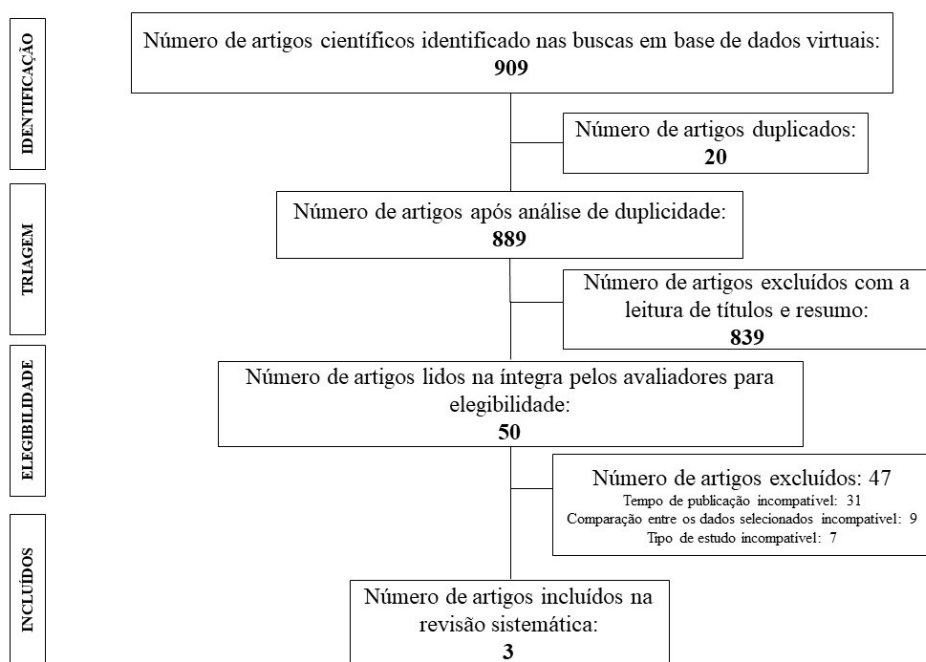 IDENTIFICAÇÃO
Número de artigos científicos identificado nas buscas em base de dados virtuais:
909
Número de artigos duplicados:
20
TRIAGEM
Número de artigos após análise de duplicidade:
889
Número de artigos excluídos com a
leitura de títulos e resumo:
839
ELEGIBILIDADE
Número de artigos lidos na íntegra pelos avaliadores para
elegibilidade:
50
Número de artigos excluídos: 47
Tempo de publicação incompatível: 31
Comparação entre os dados selecionados incompatível: 9
Tipo de estudo incompatível: 7
INCLUÍDOS
Número de artigos incluídos na
revisão sistemática:
3